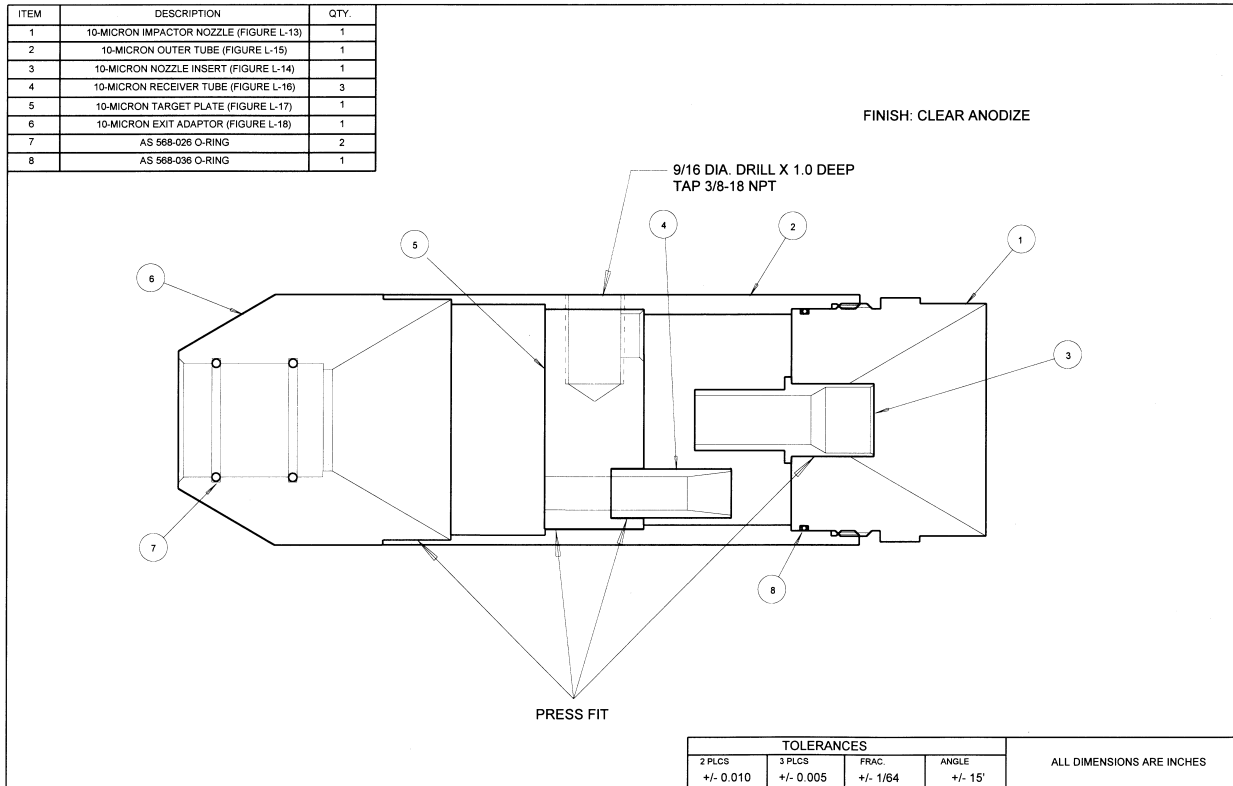 ITEM DESCRIPTION QTY.
1 10-MICRON IMPACTOR NOZZLE (FIGURE L-13) 1
2 10-MICRON OUTER TUBE (FIGURE L-15) 1
3 10-MICRON NOZZLE INSERT (FIGURE L-14) 1
4 10-MICRON RECEIVER TUBE (FIGURE L-16) 3
5 10-MICRON TARGET PLATE (FIGURE L-17) 1
6 10-MICRON EXIT ADAPTOR (FIGURE L-18) 1
7 AS 568-026 O-RING 2
8 AS 568-036 O-RING 1
FINISH: CLEAR ANODIZE
9/16 DIA. DRILL X 1.0 DEEP
TAP 3/8-18 NPT
4
2
1
5
6
3
7
8
PRESS FIT
TOLERANCES
2 PLCS 3 PLCS FRAC. ANGLE
+/- 0.010 +/- 0.005 +/- 1/64 +/- 15'
ALL DIMENSIONS ARE INCHES